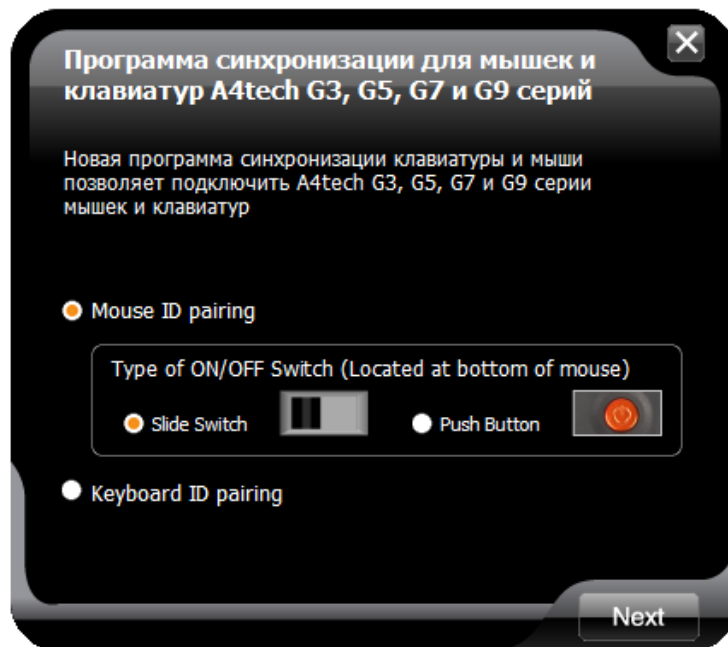 Программа синхронизации для мышек и
клавиатур A4tech G3, G5, G7 и G9 серий
Новая программа синхронизации клавиатуры и мыши
позволяет подключить A4tech G3, G5, G7 и G9 серии
мышек и клавиатур
Mouse ID pairing
Type of ON/OFF Switch (Located at bottom of mouse)
Slide Switch
Push Button
Keyboard ID pairing
Next